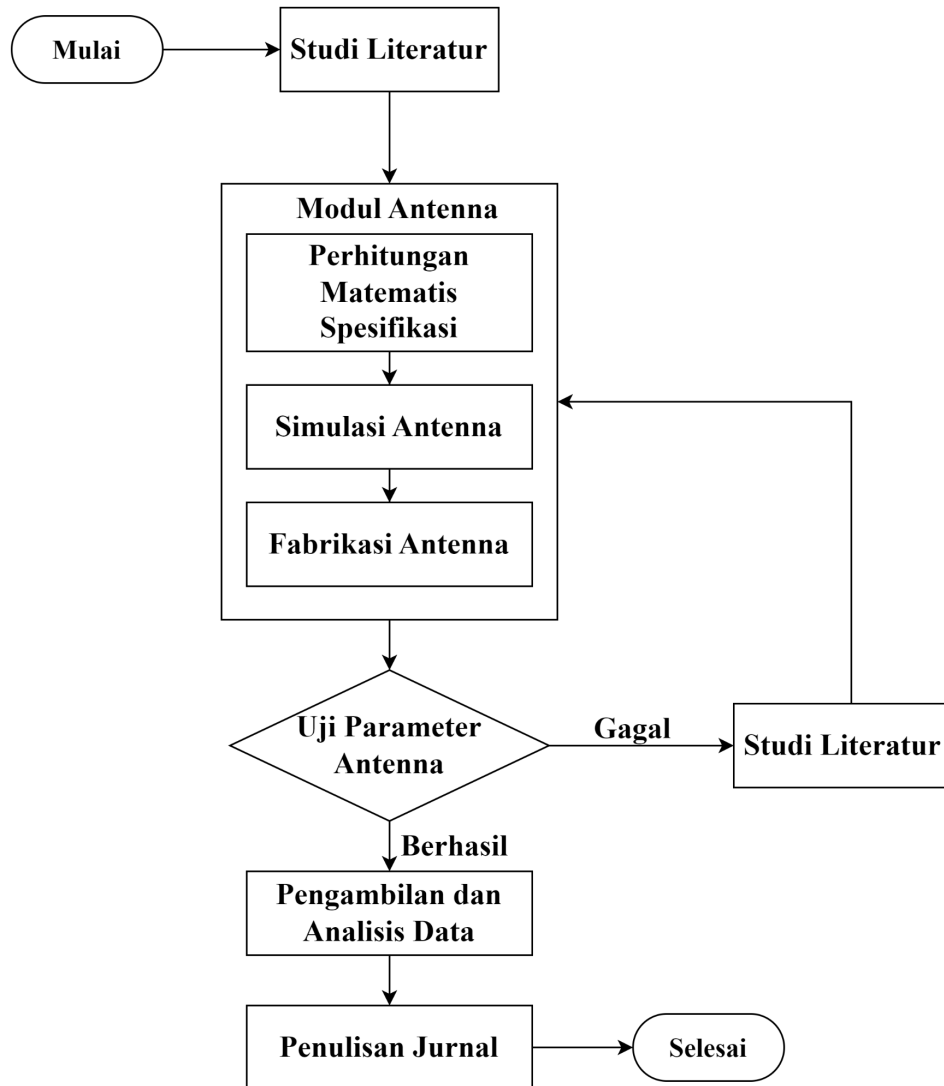 Mulai
Studi Literatur
Modul Antenna
Perhitungan
Matematis
Spesifikasi
Simulasi Antenna
Fabrikasi Antenna
Uji Parameter
Antenna
Gagal
Studi Literatur
Berhasil
Pengambilan dan
Analisis Data
Penulisan Jurnal
Selesai